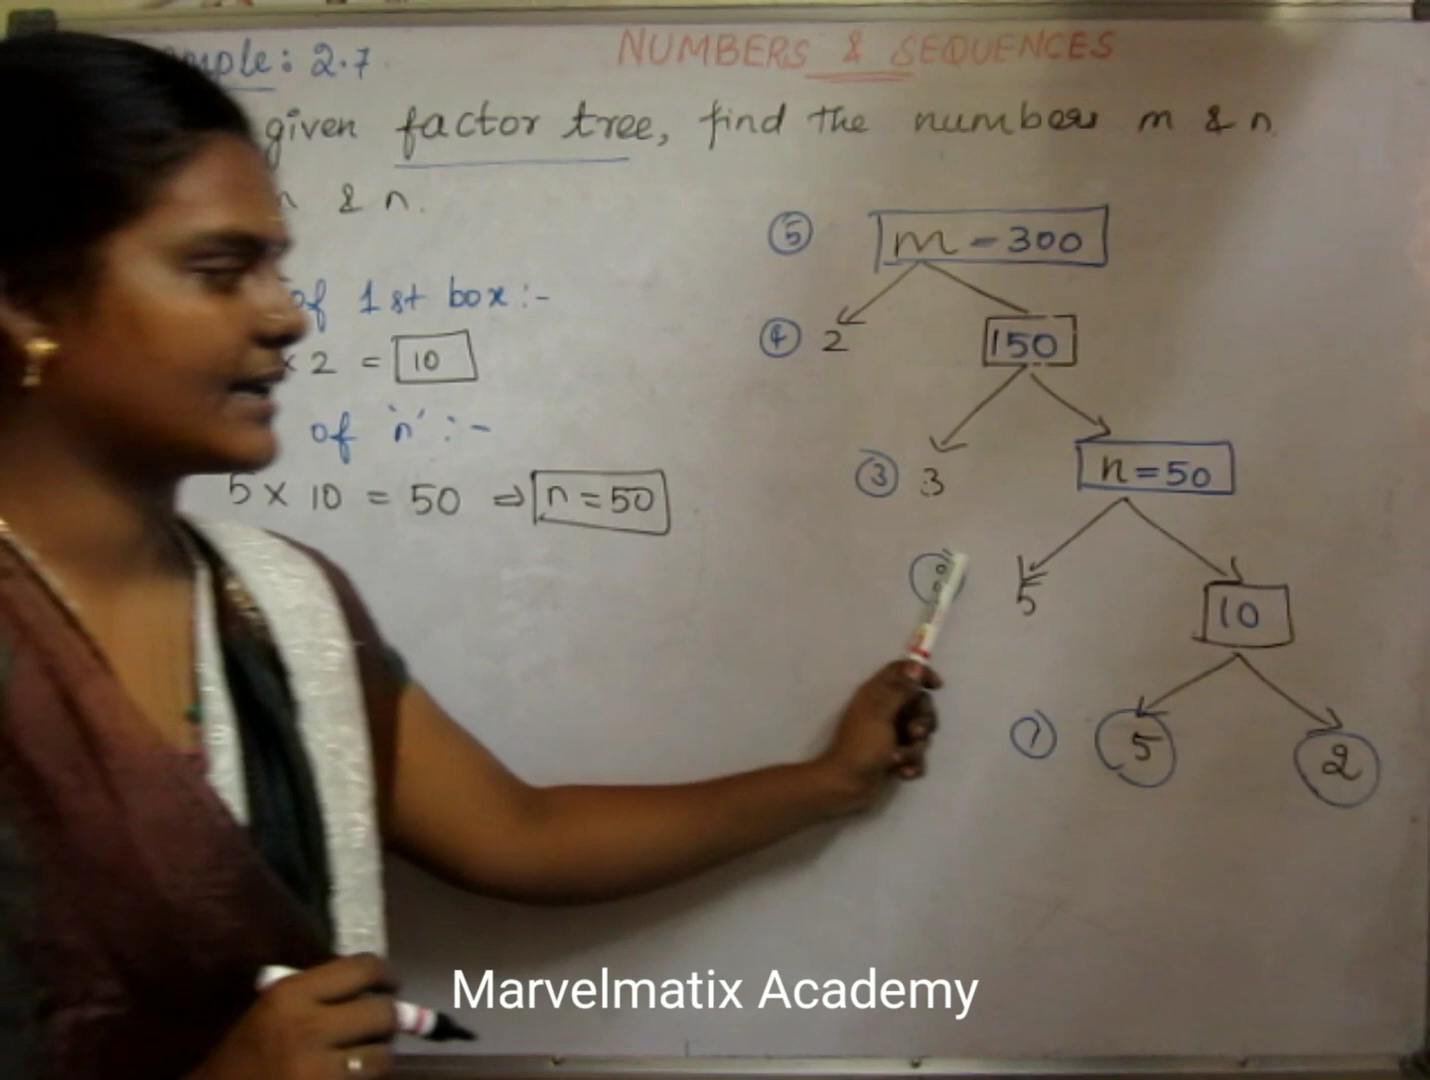 NUMBERS & SEQUENCES
mple: 2.7
given factor tree, find the numbers m & n
& n.
⑤ m - 300
of 1st box:-
④ 2 150
× 2 = 10
of 'n' :-
③ 3 n = 50
5 × 10 = 50 ⇒ n = 50
5 10
① 5 2
Marvelmatix Academy